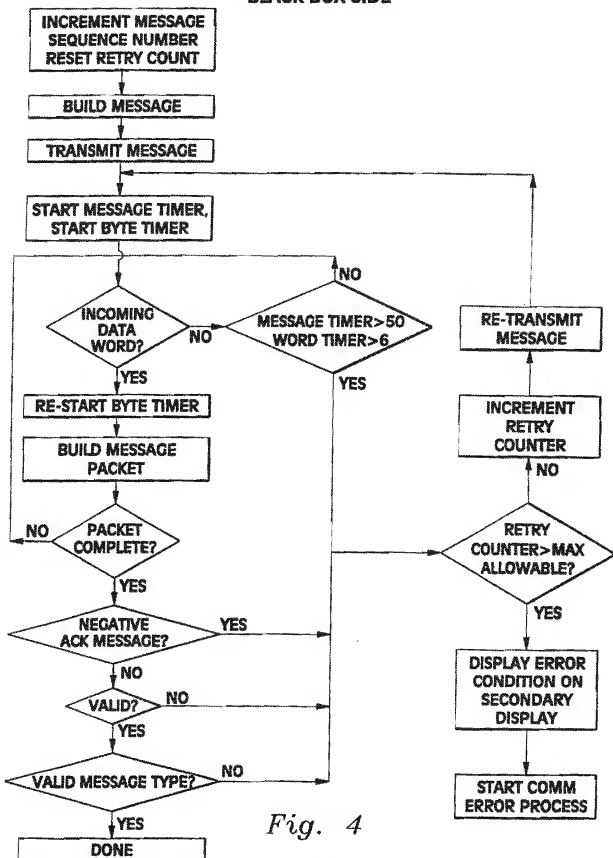 BLACK BOX SIDE
INCREMENT MESSAGE
SEQUENCE NUMBER
RESET RETRY COUNT
BUILD MESSAGE
TRANSMIT MESSAGE
START MESSAGE TIMER,
START BYTE TIMER
INCOMING
DATA
WORD?
NO
YES
MESSAGE TIMER>50
WORD TIMER>6
NO
YES
RE-START BYTE TIMER
BUILD MESSAGE
PACKET
PACKET
COMPLETE?
NO
YES
NEGATIVE
ACK MESSAGE?
YES
NO
VALID?
NO
YES
VALID MESSAGE TYPE?
NO
YES
DONE
RE-TRANSMIT
MESSAGE
INCREMENT
RETRY
COUNTER
NO
RETRY
COUNTER>MAX
ALLOWABLE?
YES
DISPLAY ERROR
CONDITION ON
SECONDARY
DISPLAY
START COMM
ERROR PROCESS
Fig. 4